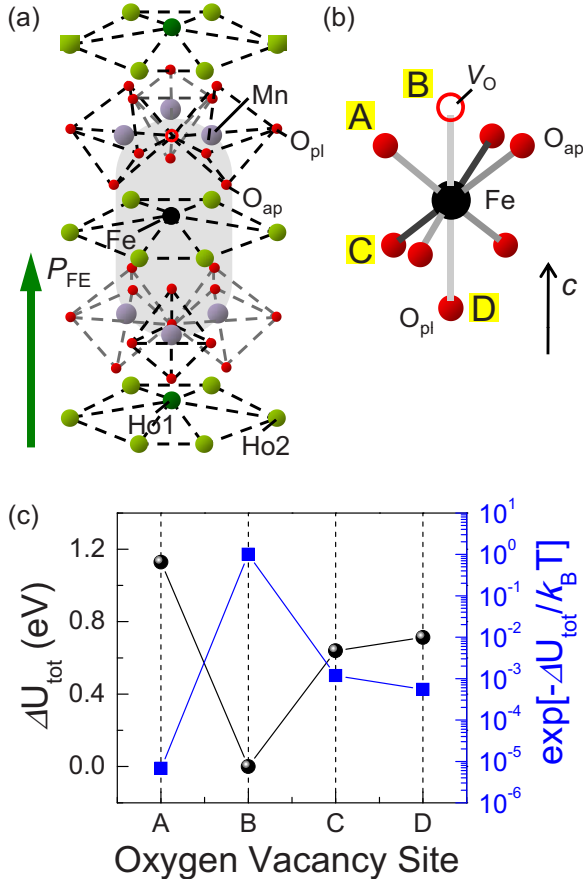 (a)
Mn
O_pl
O_ap
Fe
P_FE
Ho1
Ho2
(b)
B
V_O
A
O_ap
Fe
C
O_pl
D
c
(c)
ΔU_tot (eV)
1.2
0.8
0.4
0.0
A
B
C
D
Oxygen Vacancy Site
10^1
10^0
10^-1
10^-2
10^-3
10^-4
10^-5
10^-6
exp[-ΔU_tot/k_BT]